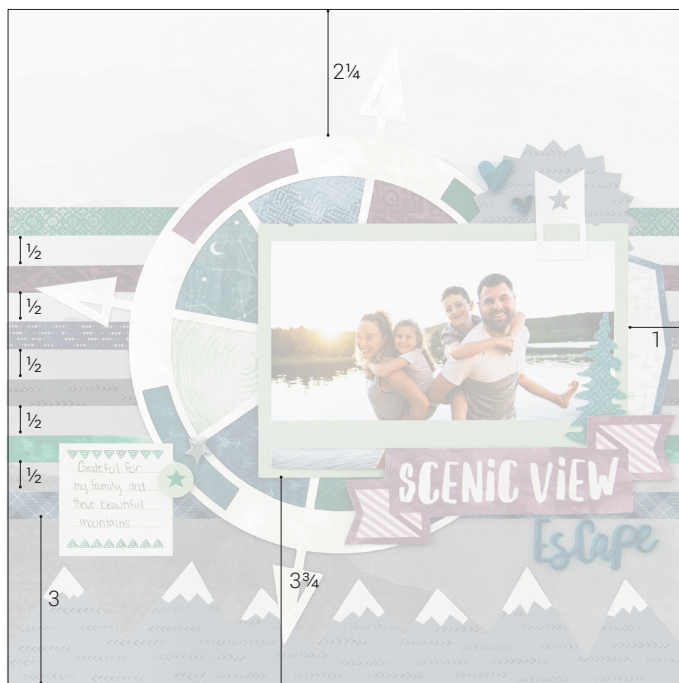 2¼
½
½
1
½
½
½
Grateful for
my family and
these beautiful
mountains
SCENIC VIEW
Escape
3¾
3